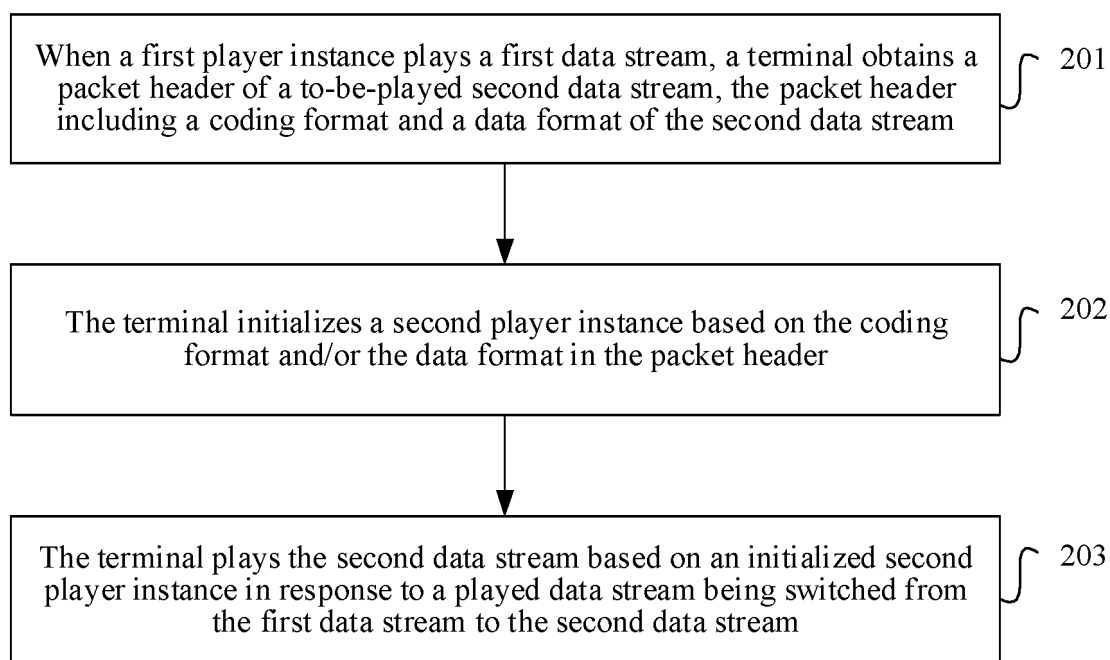 When a first player instance plays a first data stream, a terminal obtains a
packet header of a to-be-played second data stream, the packet header
including a coding format and a data format of the second data stream
201
The terminal initializes a second player instance based on the coding
format and/or the data format in the packet header
202
The terminal plays the second data stream based on an initialized second
player instance in response to a played data stream being switched from
the first data stream to the second data stream
203